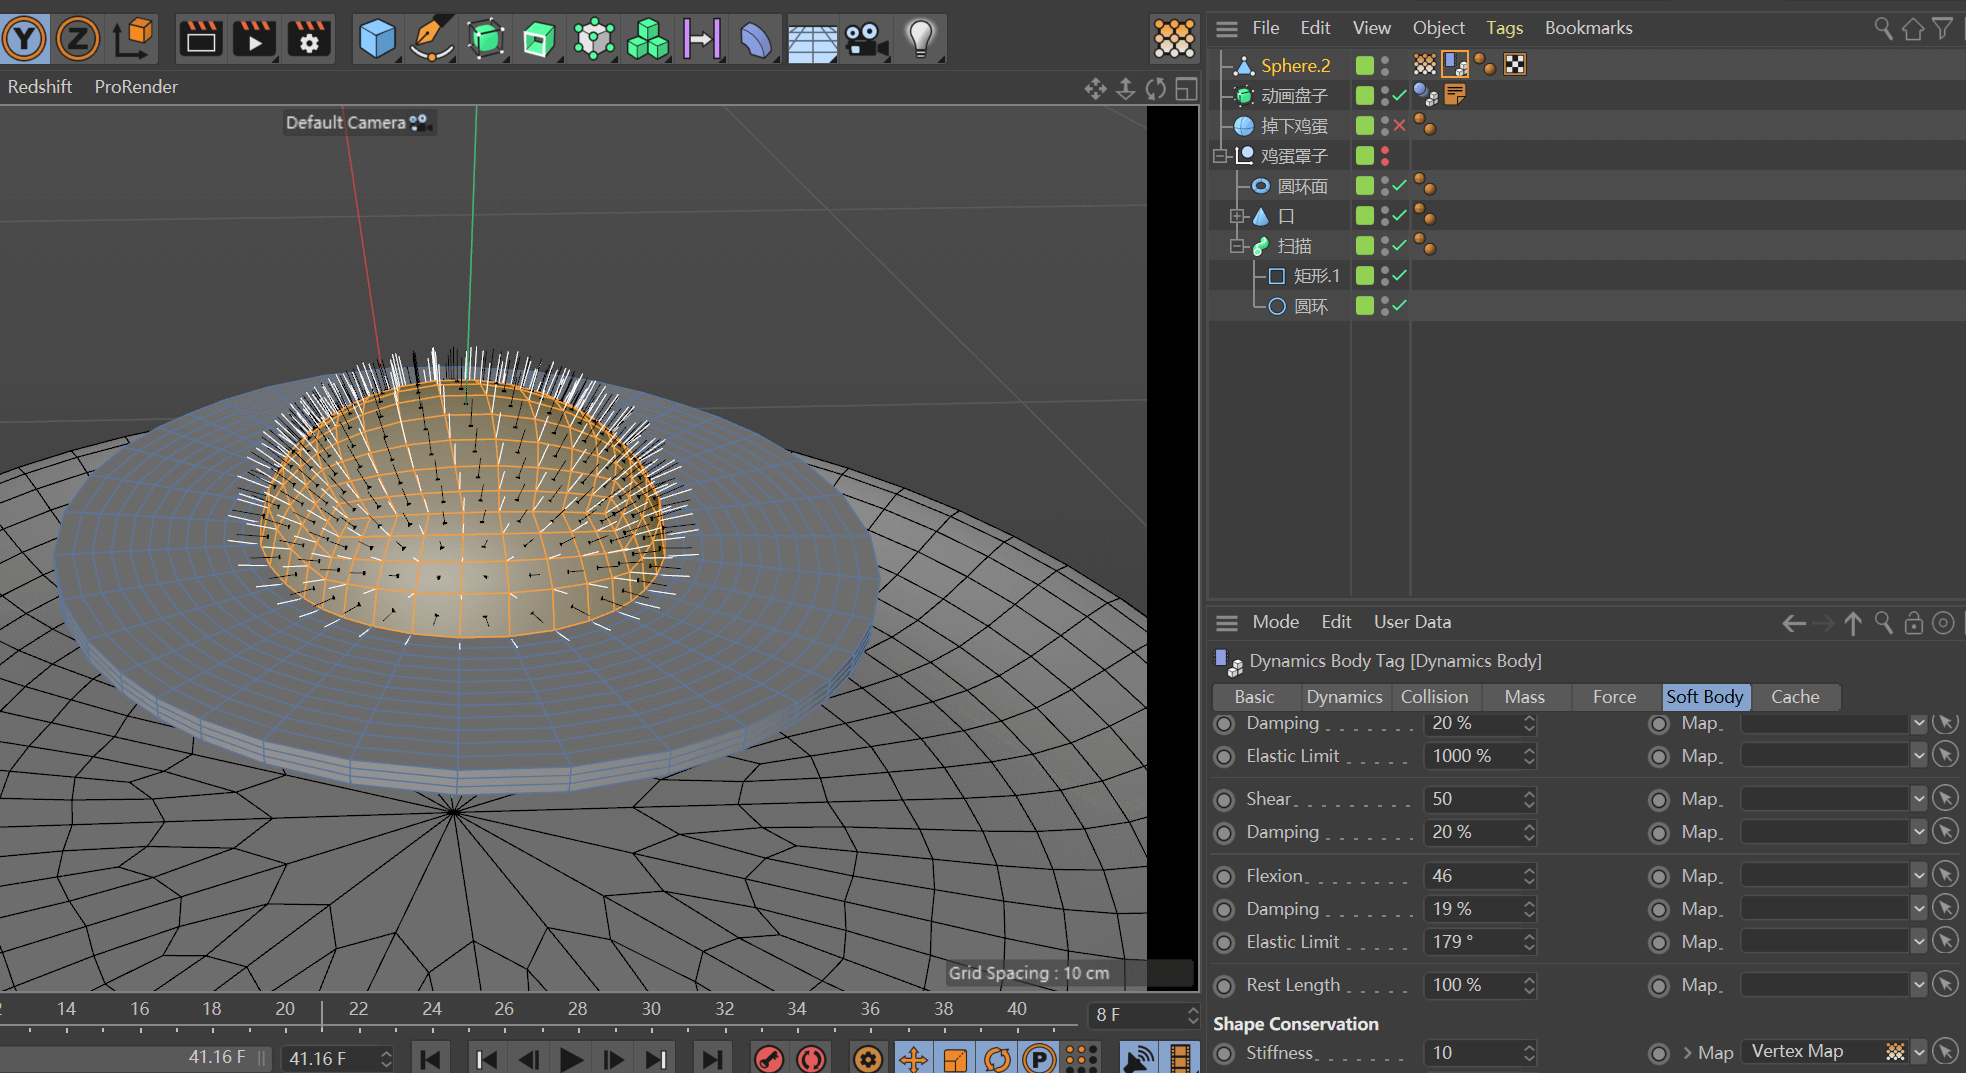 Y Z
File Edit View Object Tags Bookmarks
Redshift ProRender
Default Camera
Sphere.2
动画盘子
掉下鸡蛋
鸡蛋罩子
圆环面
口
扫描
矩形.1
圆环
Mode Edit User Data
Dynamics Body Tag [Dynamics Body]
Basic Dynamics Collision Mass Force Soft Body Cache
Damping 20 % Map
Elastic Limit 1000 % Map
Shear 50 Map
Damping 20 % Map
Flexion 46 Map
Damping 19 % Map
Elastic Limit 179 ° Map
Rest Length 100 % Map
Shape Conservation
Stiffness 10 Map Vertex Map
Grid Spacing : 10 cm
14 16 18 20 22 24 26 28 30 32 34 36 38 40 8 F
41.16 F 41.16 F P